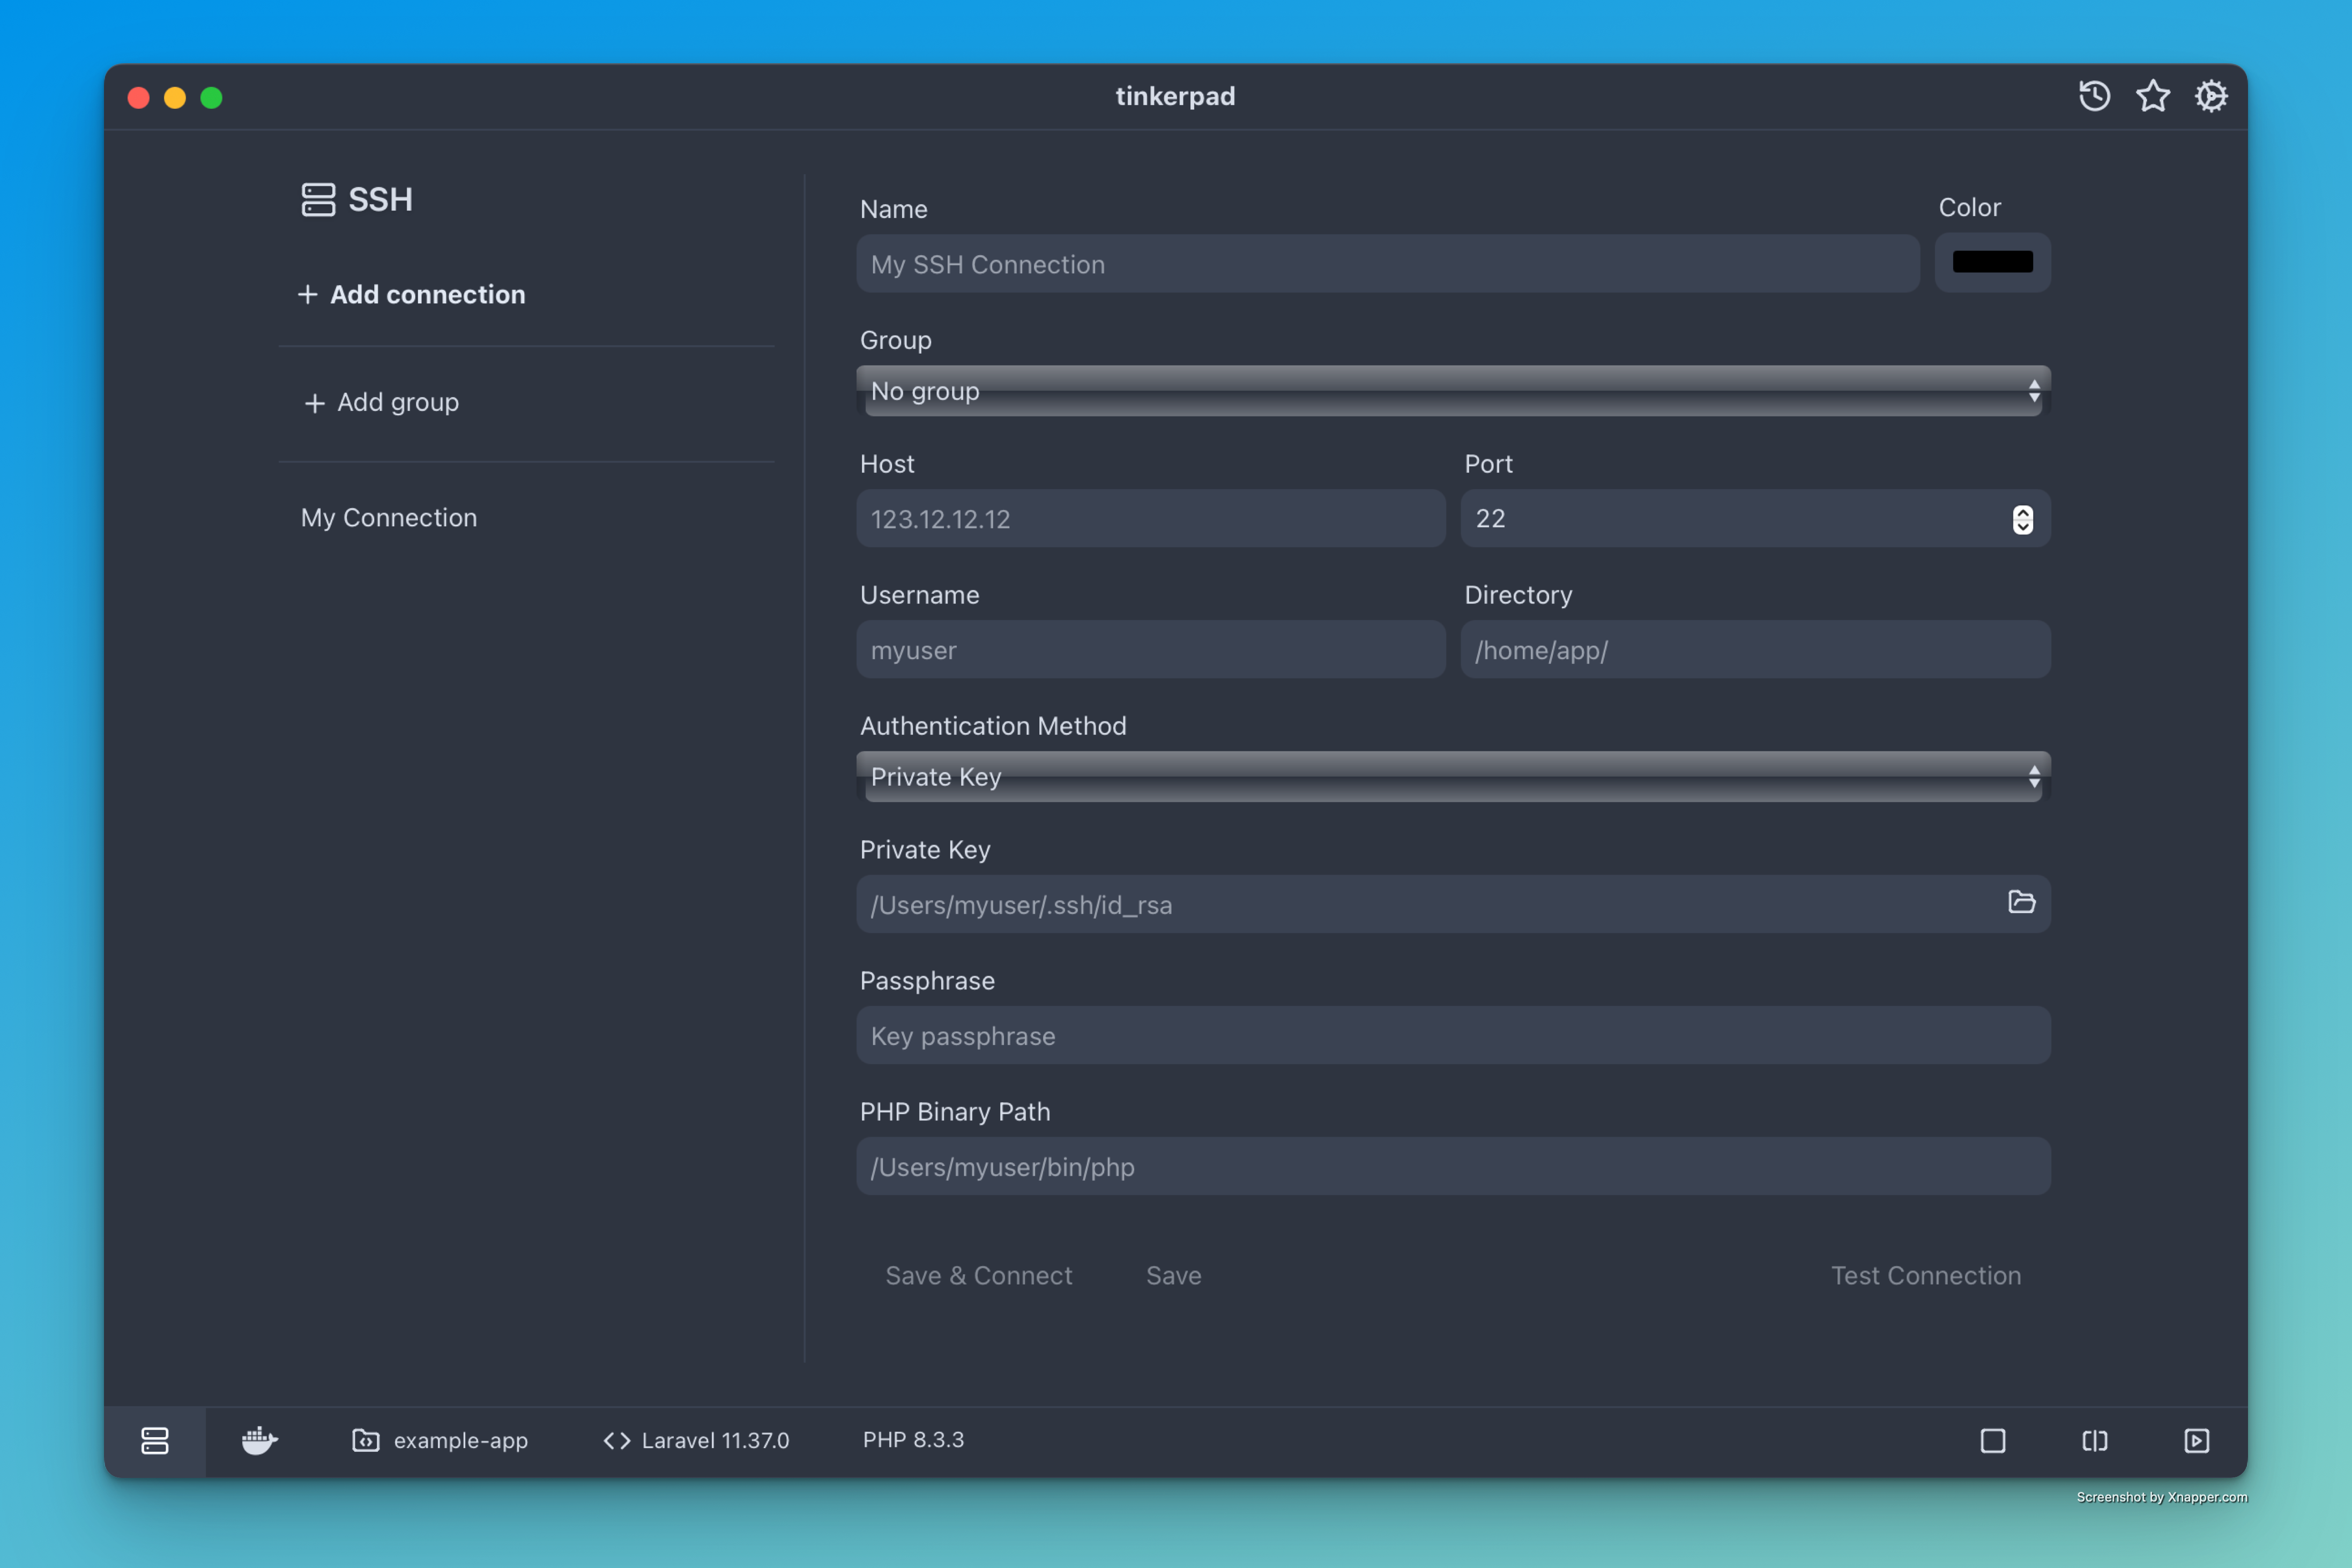 tinkerpad
SSH
Add connection
Add group
My Connection
Name
Color
My SSH Connection
Group
No group
Host
Port
123.12.12.12
22
Username
Directory
myuser
/home/app/
Authentication Method
Private Key
Private Key
/Users/myuser/.ssh/id_rsa
Passphrase
Key passphrase
PHP Binary Path
/Users/myuser/bin/php
Save & Connect
Save
Test Connection
example-app
Laravel 11.37.0
PHP 8.3.3
Screenshot by Xnapper.com